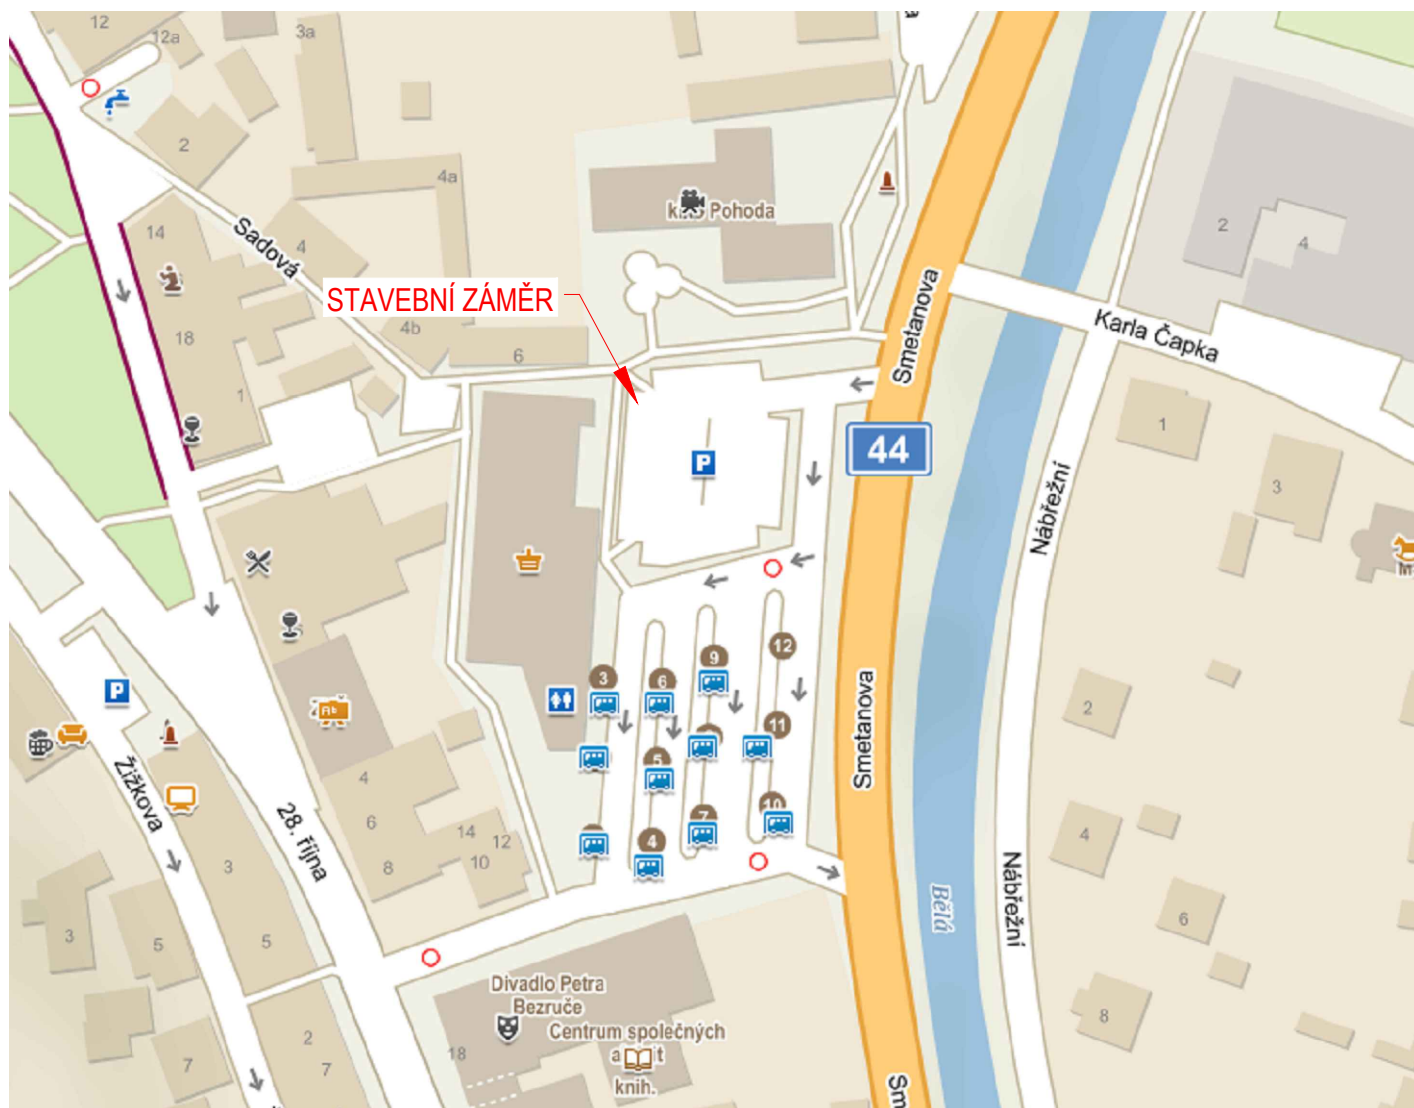 12
12a
3a
2
4a
kino Pohoda
14
Sadová
4
2
4
STAVEBNÍ ZÁMĚR
Smetanova
Karla Čapka
18
4b
6
1
1
44
P
3
Nábřežní
12
3
6
9
P
2
11
Smetanova
Žižkova
5
4
10
7
4
6
14
12
4
28. října
8
10
3
Nábřežní
Bělá
3
5
5
6
Divadlo Petra
Bezruče
Centrum společných
knih.
18
2
7
7
8